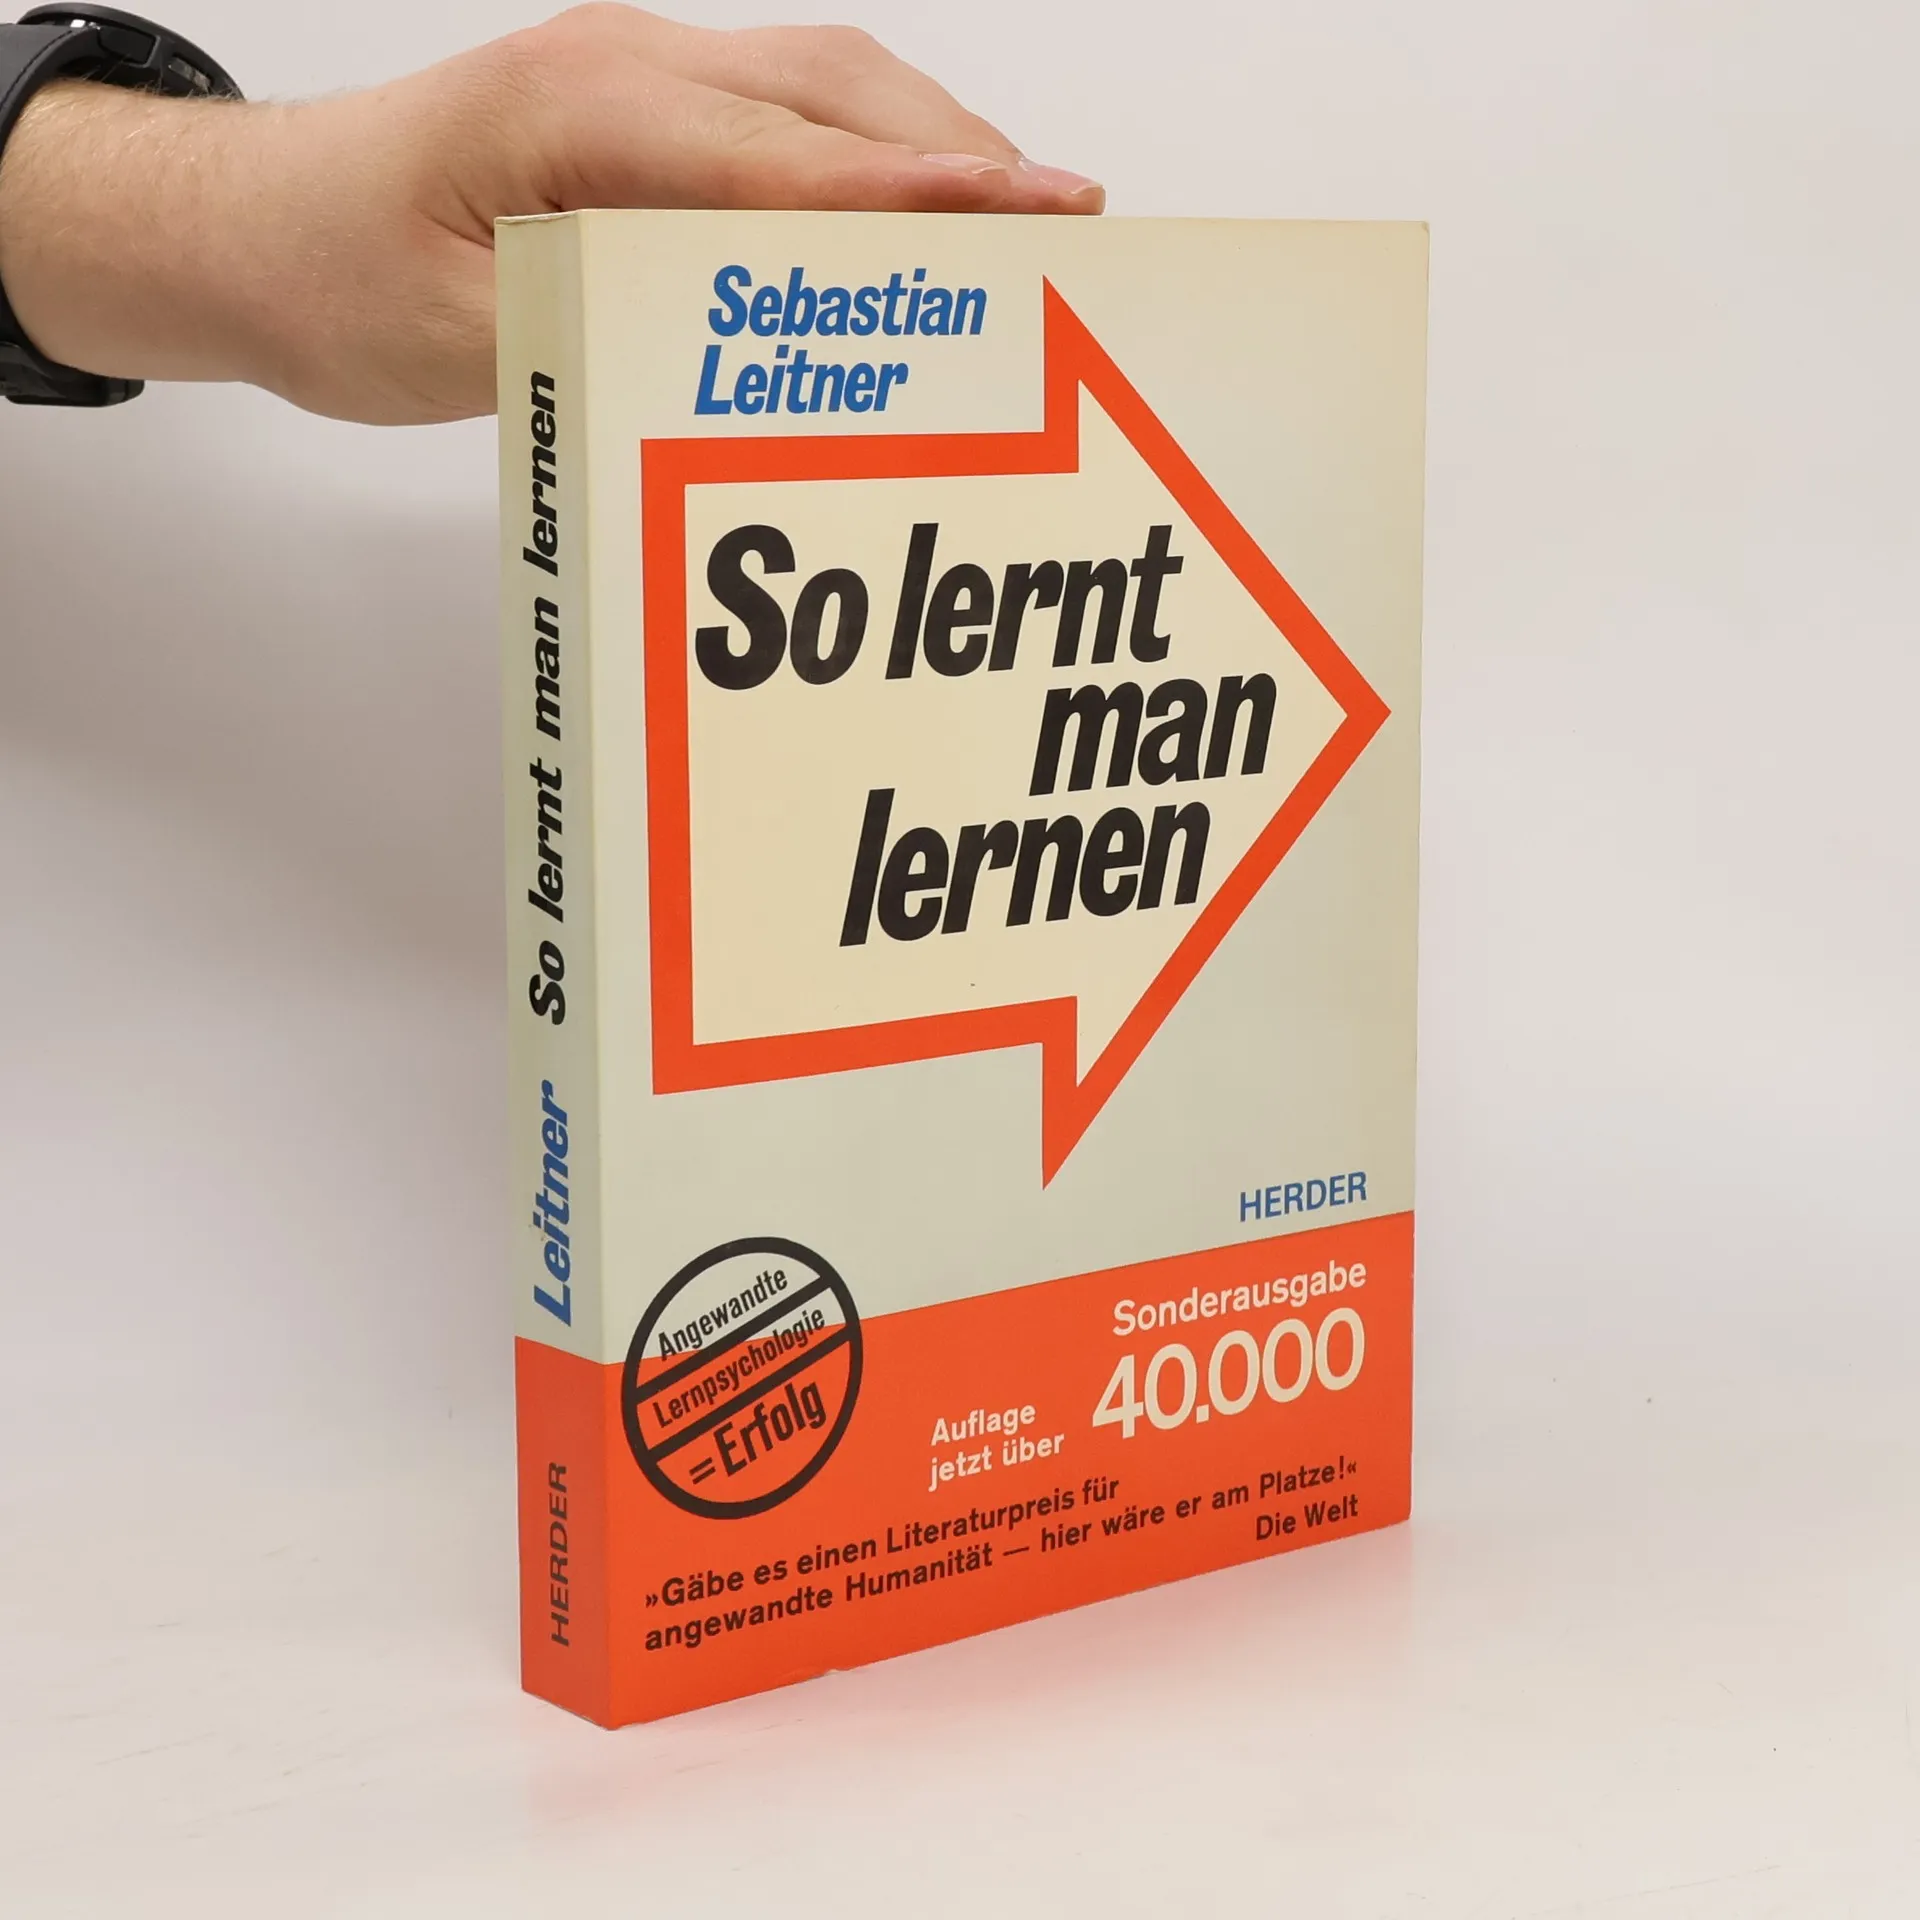 Sebastian
Leitner
So lernt
man
lernen
HERDER
Angewandte
Lernpsychologie
=Erfolg
Sonderausgabe
Auflage
jetzt über
40.000
»Gäbe es einen Literaturpreis für
angewandte Humanität — hier wäre er am Platze!«
Die Welt
Leitner So lernt man lernen
HERDER